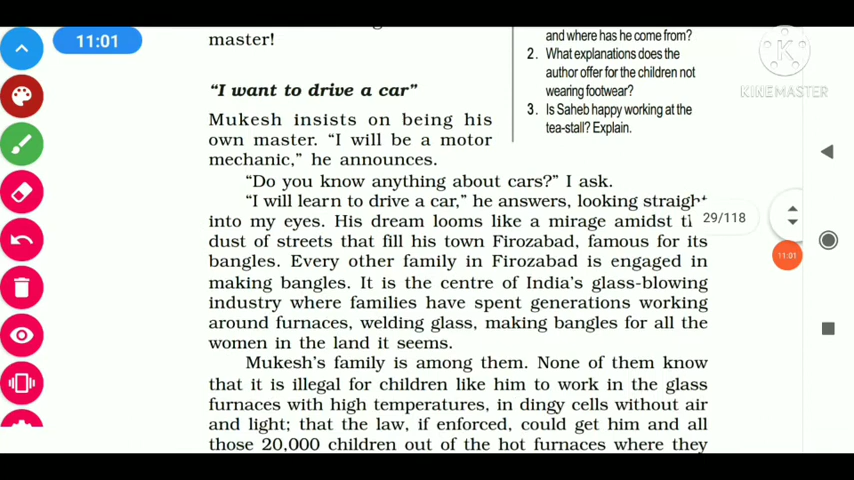 11:01
master!
and where has he come from?
2. What explanations does the
author offer for the children not
wearing footwear?
3. Is Saheb happy working at the
tea-stall? Explain.
KINEMASTER
"I want to drive a car"
Mukesh insists on being his
own master. "I will be a motor
mechanic," he announces.
"Do you know anything about cars?" I ask.
"I will learn to drive a car," he answers, looking straight
into my eyes. His dream looms like a mirage amidst
dust of streets that fill his town Firozabad, famous for its
bangles. Every other family in Firozabad is engaged in
making bangles. It is the centre of India's glass-blowing
industry where families have spent generations working
around furnaces, welding glass, making bangles for all the
women in the land it seems.
Mukesh's family is among them. None of them know
that it is illegal for children like him to work in the glass
furnaces with high temperatures, in dingy cells without air
and light; that the law, if enforced, could get him and all
those 20,000 children out of the hot furnaces where they
29/118
11:01